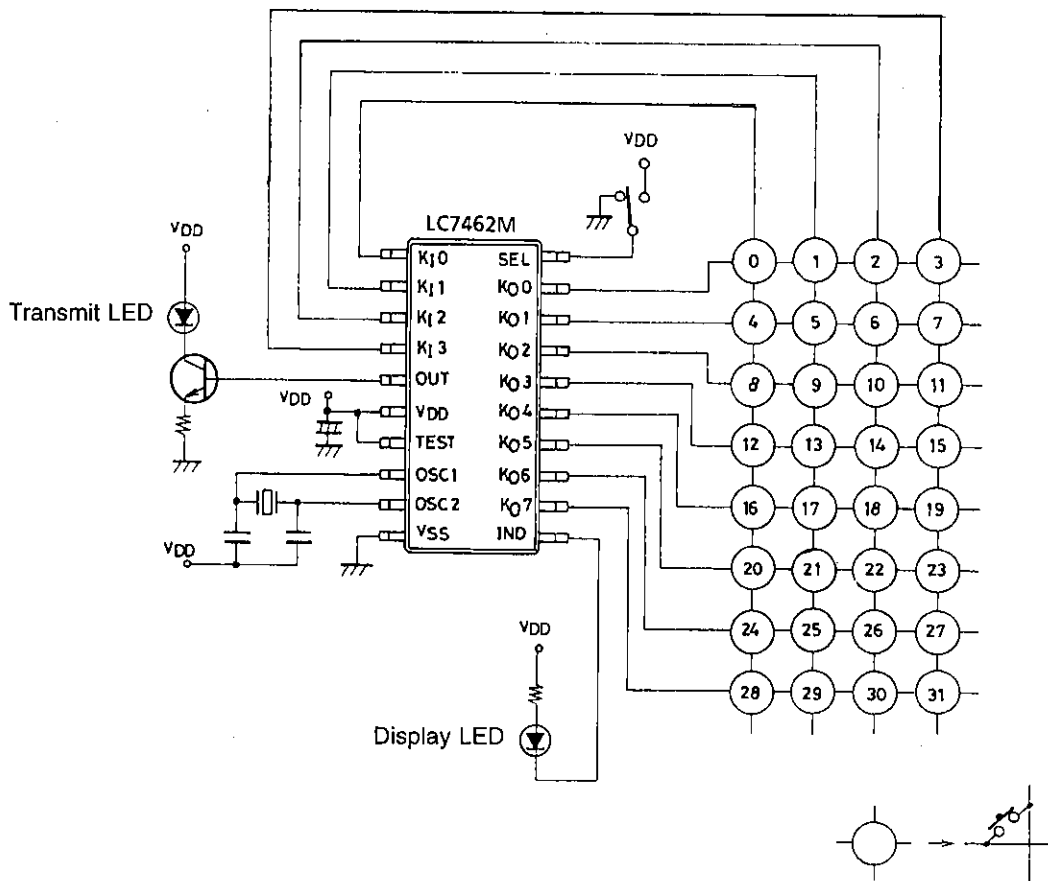 VDD
LC7462M
VDD
Transmit LED
KI0 SEL
KI1 KO0
KI2 KO1
KI3 KO2
OUT KO3
VDD
VDD KO4
TEST KO5
OSC1 KO6
OSC2 KO7
VSS IND
VDD
0 1 2 3
4 5 6 7
8 9 10 11
12 13 14 15
16 17 18 19
20 21 22 23
24 25 26 27
28 29 30 31
VDD
Display LED